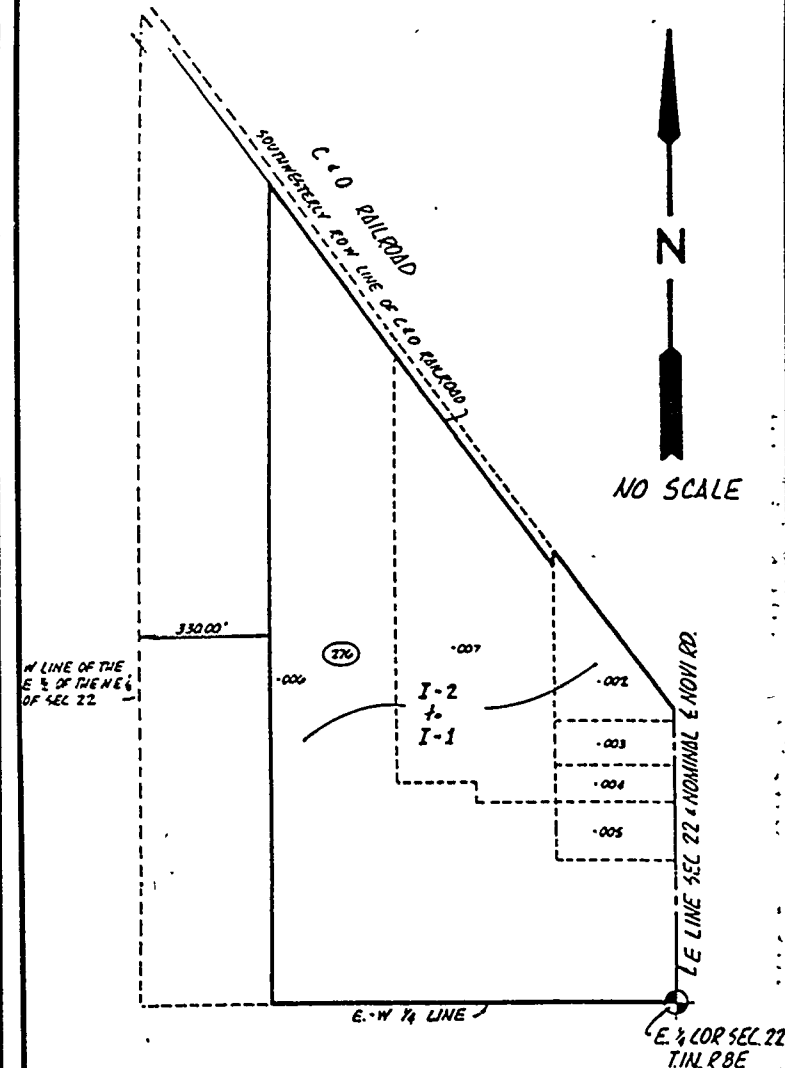 C & O RAILROAD
SOUTHWESTERLY ROW LINE OF C & O RAILROAD
N
NO SCALE
330.00'
W LINE OF THE
E ½ OF THE NE ¼
OF SEC 22
-006
276
-007
-002
I-2
to
I-1
-003
-004
-005
E LINE SEC 22 & NOMINAL ℄ NOVI RD.
E.-W ¼ LINE
E. ¼ COR SEC. 22
T.1N. R8E